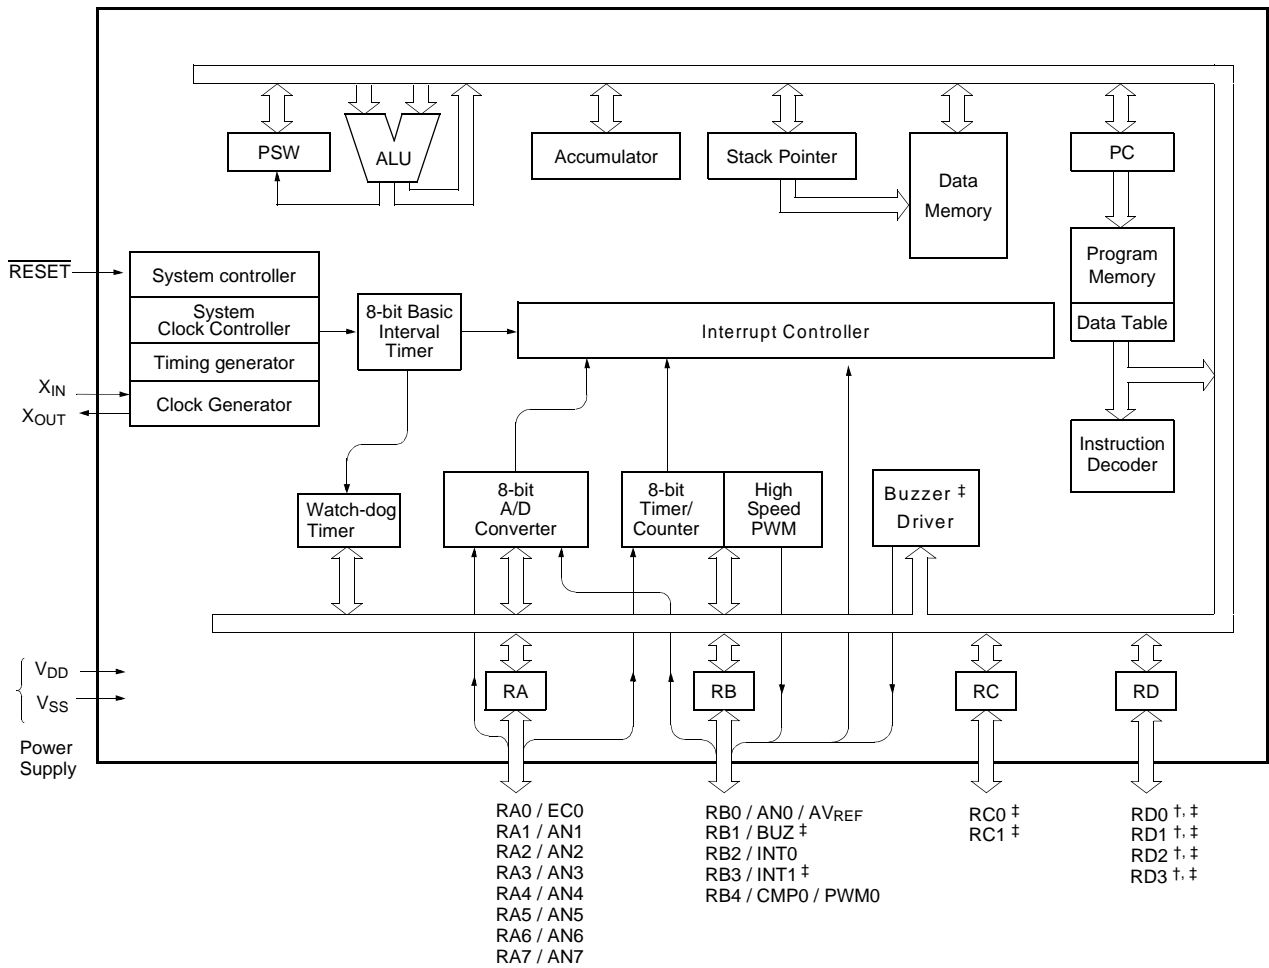 PSW
ALU
Accumulator
Stack Pointer
Data
Memory
PC
RESET
System controller
System
Clock Controller
Timing generator
Clock Generator
XIN
XOUT
8-bit Basic
Interval
Timer
Interrupt Controller
Program
Memory
Data Table
Instruction
Decoder
Watch-dog
Timer
8-bit
A/D
Converter
8-bit
Timer/
Counter
High
Speed
PWM
Buzzer ‡
Driver
VDD
VSS
Power
Supply
RA
RB
RC
RD
RA0 / EC0
RA1 / AN1
RA2 / AN2
RA3 / AN3
RA4 / AN4
RA5 / AN5
RA6 / AN6
RA7 / AN7
RB0 / AN0 / AVREF
RB1 / BUZ ‡
RB2 / INT0
RB3 / INT1 ‡
RB4 / CMP0 / PWM0
RC0 ‡
RC1 ‡
RD0 †, ‡
RD1 †, ‡
RD2 †, ‡
RD3 †, ‡